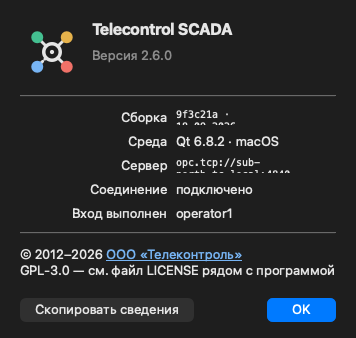 Telecontrol SCADA
Версия 2.6.0
Сборка 9f3c21a ·
Среда Qt 6.8.2 · macOS
Сервер opc.tcp://sub-
Соединение подключено
Вход выполнен operator1
© 2012–2026 ООО «Телеконтроль»
GPL-3.0 — см. файл LICENSE рядом с программой
Скопировать сведения
OK